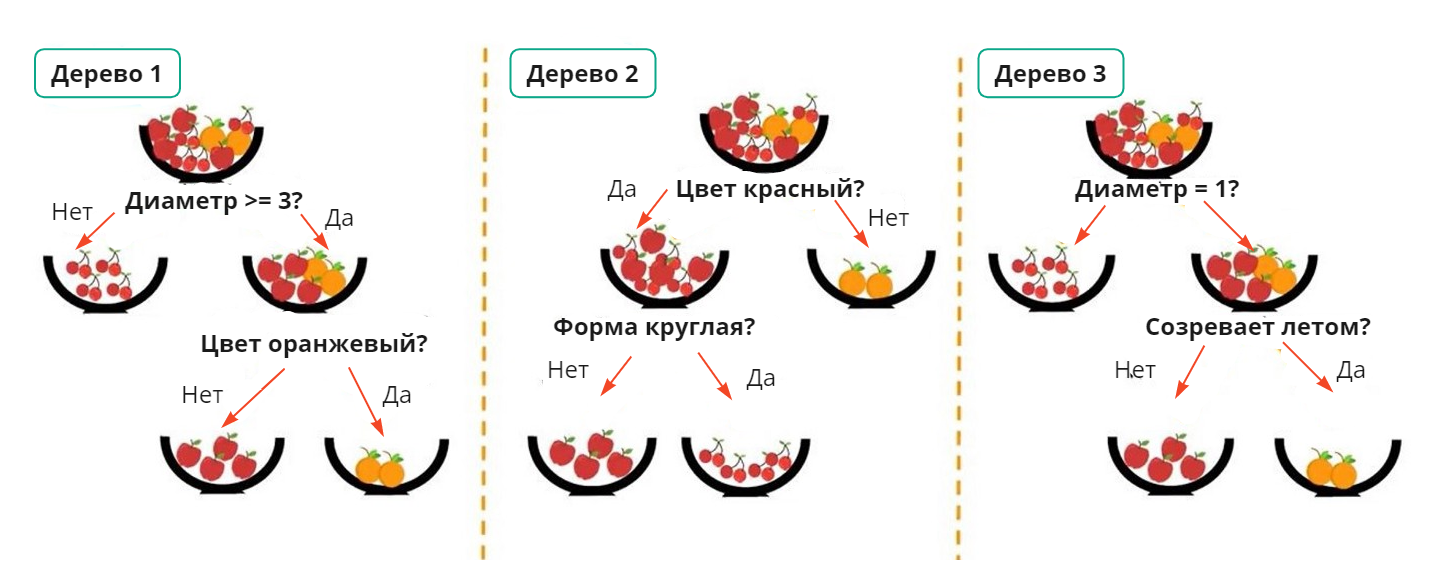 Дерево 1
Диаметр >= 3?
Нет
Да
Цвет оранжевый?
Нет
Да
Дерево 2
Цвет красный?
Да
Нет
Форма круглая?
Нет
Да
Дерево 3
Диаметр = 1?
Созревает летом?
Нет
Да